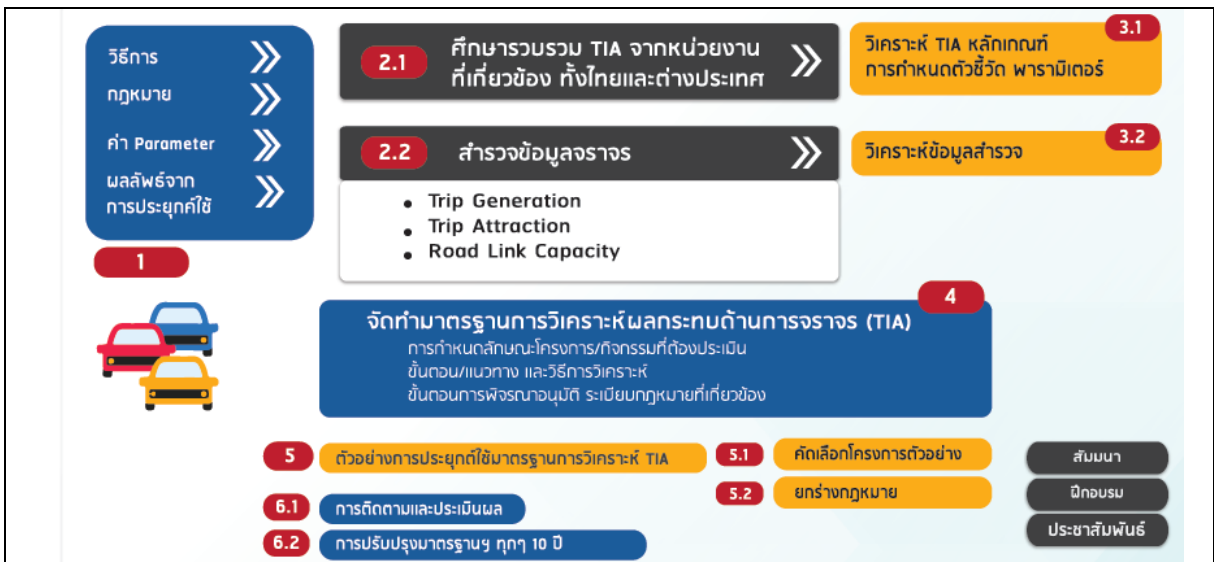 วิธีการ
กฎหมาย
ค่า Parameter
ผลลัพธ์จาก
การประยุกค์ใช้
1
2.1
ศึกษารวบรวม TIA จากหน่วยงาน
ที่เกี่ยวข้อง ทั้งไทยและต่างประเทศ
3.1
วิเคราะห์ TIA หลักเกณฑ์
การกำหนดตัวชี้วัด พารามิเตอร์
2.2 สำรวจข้อมูลจราจร
3.2
วิเคราะห์ข้อมูลสำรวจ
• Trip Generation
• Trip Attraction
• Road Link Capacity
4
จัดทำมาตรฐานการวิเคราะห์ผลกระทบด้านการจราจร (TIA)
การกำหนดลักษณะโครงการ/กิจกรรมที่ต้องประเมิน
ขั้นตอน/แนวทาง และวิธีการวิเคราะห์
ขั้นตอนการพิจรณาอนุมัติ ระเบียบกฎหมายที่เกี่ยวข้อง
5 ตัวอย่างการประยุกต์ใช้มาตรฐานการวิเคราะห์ TIA
5.1 คัดเลือกโครงการตัวอย่าง
5.2 ยกร่างกฎหมาย
6.1 การติดตามและประเมินผล
6.2 การปรับปรุงมาตรฐานฯ ทุกๆ 10 ปี
สัมมนา
ฝึกอบรม
ประชาสัมพันธ์